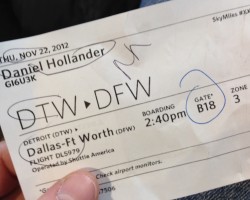 SkyMiles
THU, NOV 22, 2012
Daniel Hollander
GI6U3K
DTW ▸ DFW
BOARDING GATE* ZONE
2:40pm B18 3
DETROIT (DTW) ▸
Dallas-Ft Worth (DFW)
FLIGHT DL5979
Operated by Shuttle America
Check airport monitors.
7506